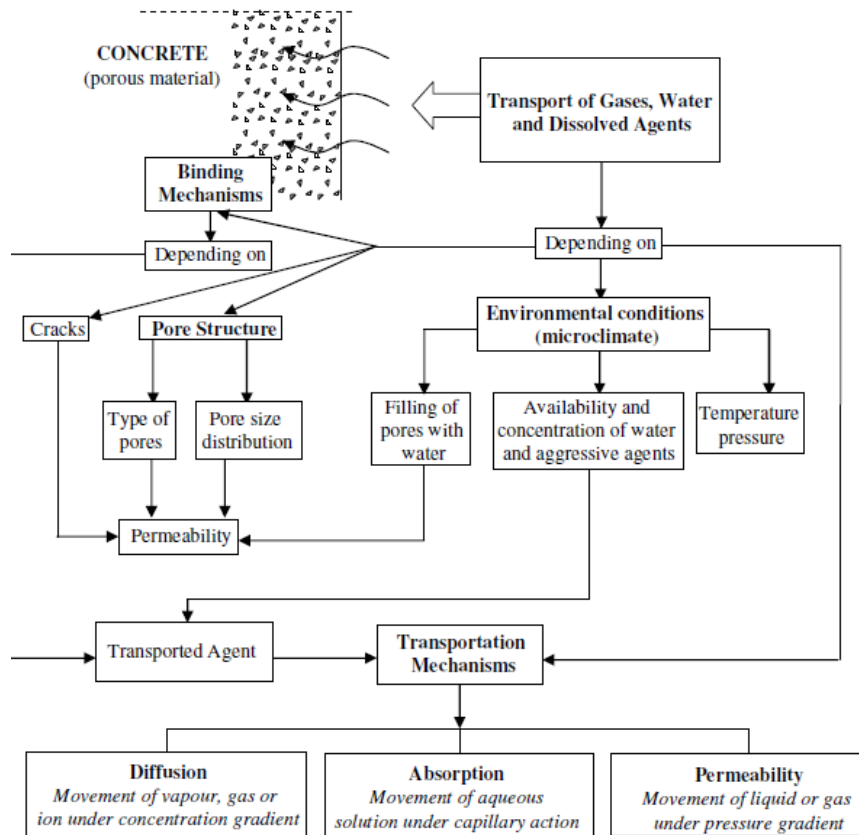 CONCRETE
(porous material)
Transport of Gases, Water
and Dissolved Agents
Binding
Mechanisms
Depending on
Depending on
Cracks
Pore Structure
Environmental conditions
(microclimate)
Type of
pores
Pore size
distribution
Filling of
pores with
water
Availability and
concentration of water
and aggressive agents
Temperature
pressure
Permeability
Transported Agent
Transportation
Mechanisms
Diffusion
Movement of vapour, gas or
ion under concentration gradient
Absorption
Movement of aqueous
solution under capillary action
Permeability
Movement of liquid or gas
under pressure gradient